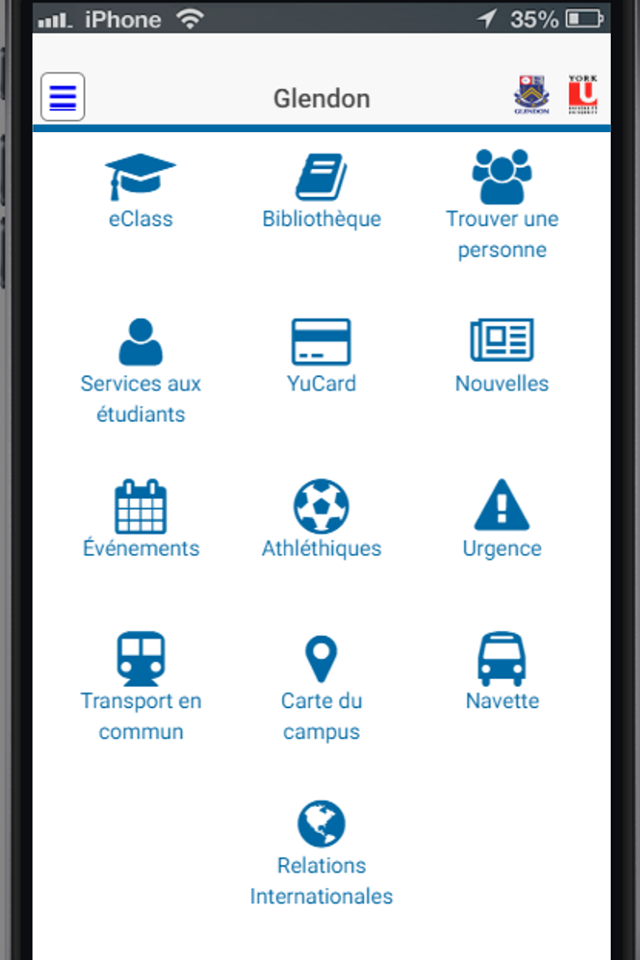 iPhone 35%
Glendon
GLENDON
YORK
U
eClass
Bibliothèque
Trouver une
personne
Services aux
étudiants
YuCard
Nouvelles
Événements
Athléthiques
Urgence
Transport en
commun
Carte du
campus
Navette
Relations
Internationales